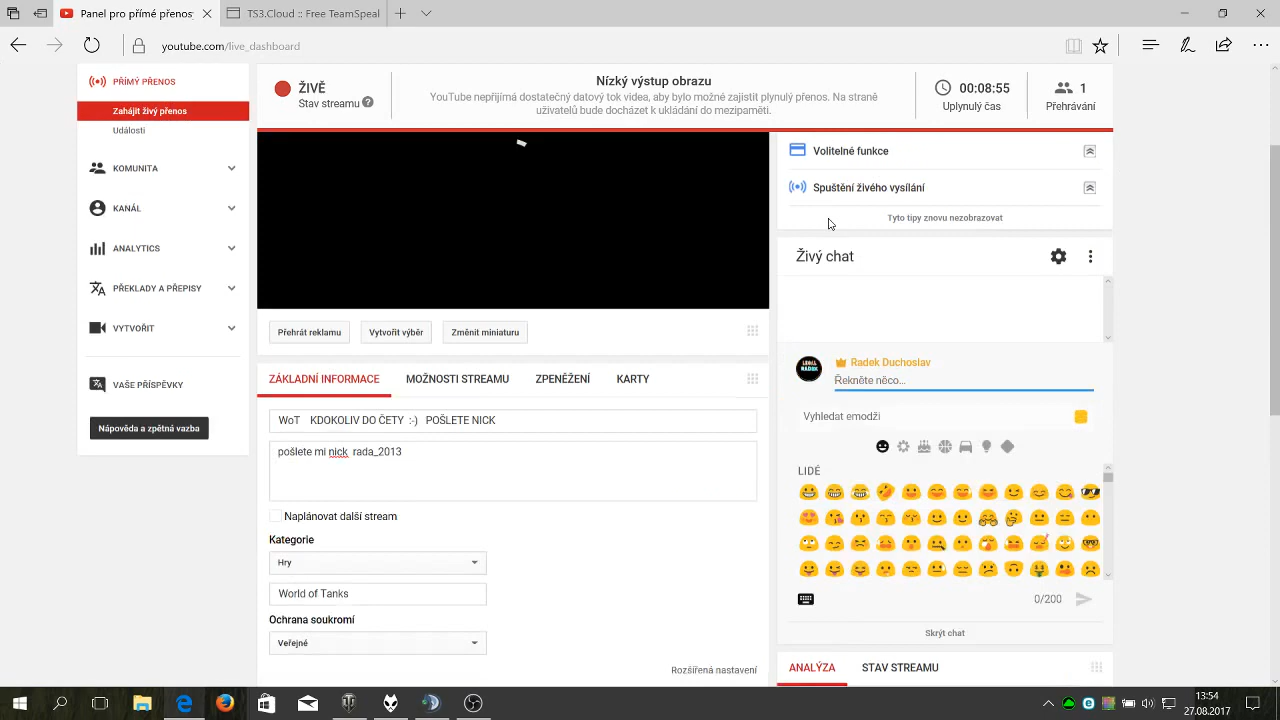 YouTube
TS3.Cloud | TS3.Cloud
youtube.com/live_dashboard
PŘÍMÝ PŘENOS
Zahájit živý přenos
Události
KOMUNITA
KANÁL
ANALYTICS
PŘEKLADY A PŘEPISY
VYTVOŘIT
VAŠE PŘÍSPĚVKY
Nápověda a zpětná vazba
ŽIVĚ
Stav streamu
Nízký výstup obrazu
YouTube nepřijímá dostatečný datový tok videa, aby bylo možné zajistit plynulý přenos. Na straně
uživatelů bude docházet k ukládání do mezipaměti.
00:08:55
Uplynulý čas
1
Přehrávání
Přehrát reklamu
Vytvořit výběr
Změnit miniaturu
ZÁKLADNÍ INFORMACE
MOŽNOSTI STREAMU
ZPENĚŽENÍ
KARTY
WoT KDOKOLIV DO ČETY :-) POŠLETE NICK
pošlete mi nick rada_2013
Naplánovat další stream
Kategorie
Hry
World of Tanks
Ochrana soukromí
Veřejné
Rozšířená nastavení
Volitelné funkce
Spuštění živého vysílání
Tyto tipy znovu nezobrazovat
Živý chat
Radek Duchoslav
Řekněte něco...
Vyhledat emodži
LIDÉ
0/200
Skrýt chat
ANALÝZA
STAV STREAMU
13:54
27.08.2017